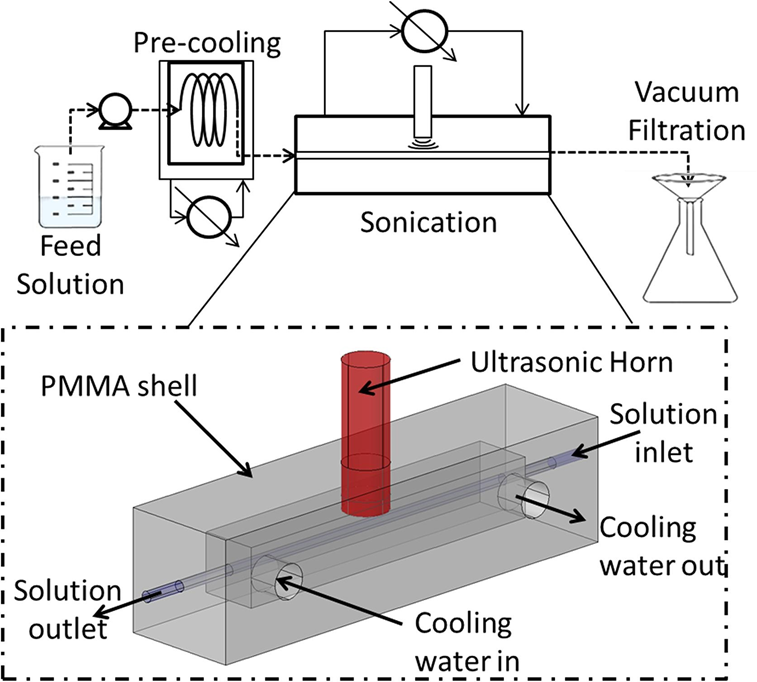 Pre-cooling
Vacuum
Filtration
Feed
Solution
Sonication
PMMA shell
Ultrasonic Horn
Solution
inlet
Cooling
water out
Solution
outlet
Cooling
water in